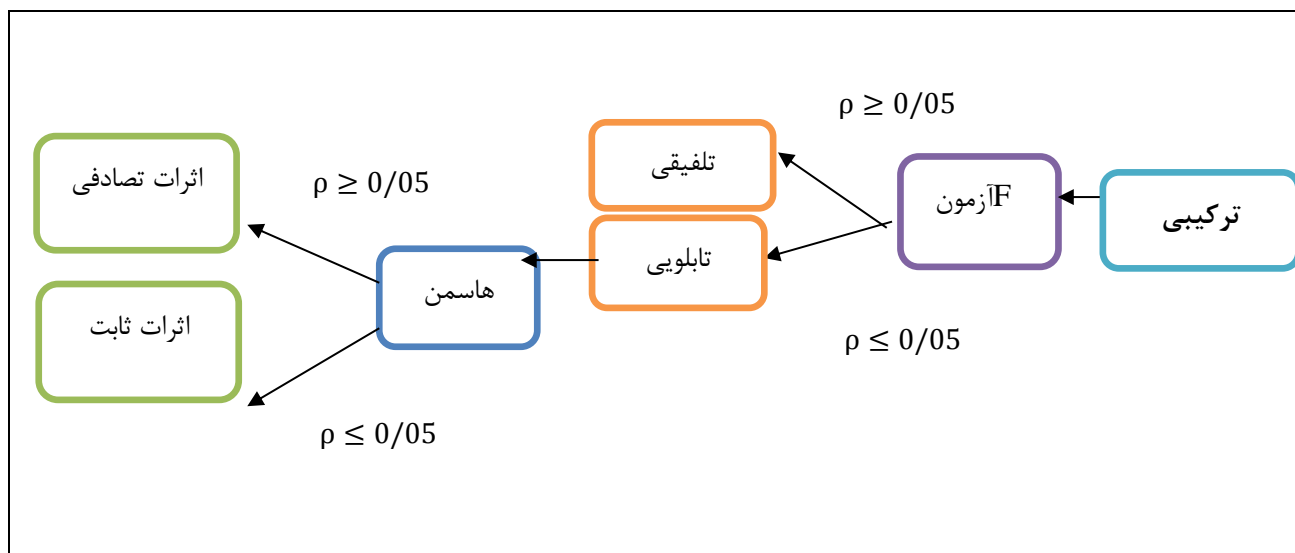 ترکیبی
آزمونF
ρ ≥ 0/05
تلفیقی
تابلویی
ρ ≤ 0/05
هاسمن
ρ ≥ 0/05
اثرات تصادفی
اثرات ثابت
ρ ≤ 0/05